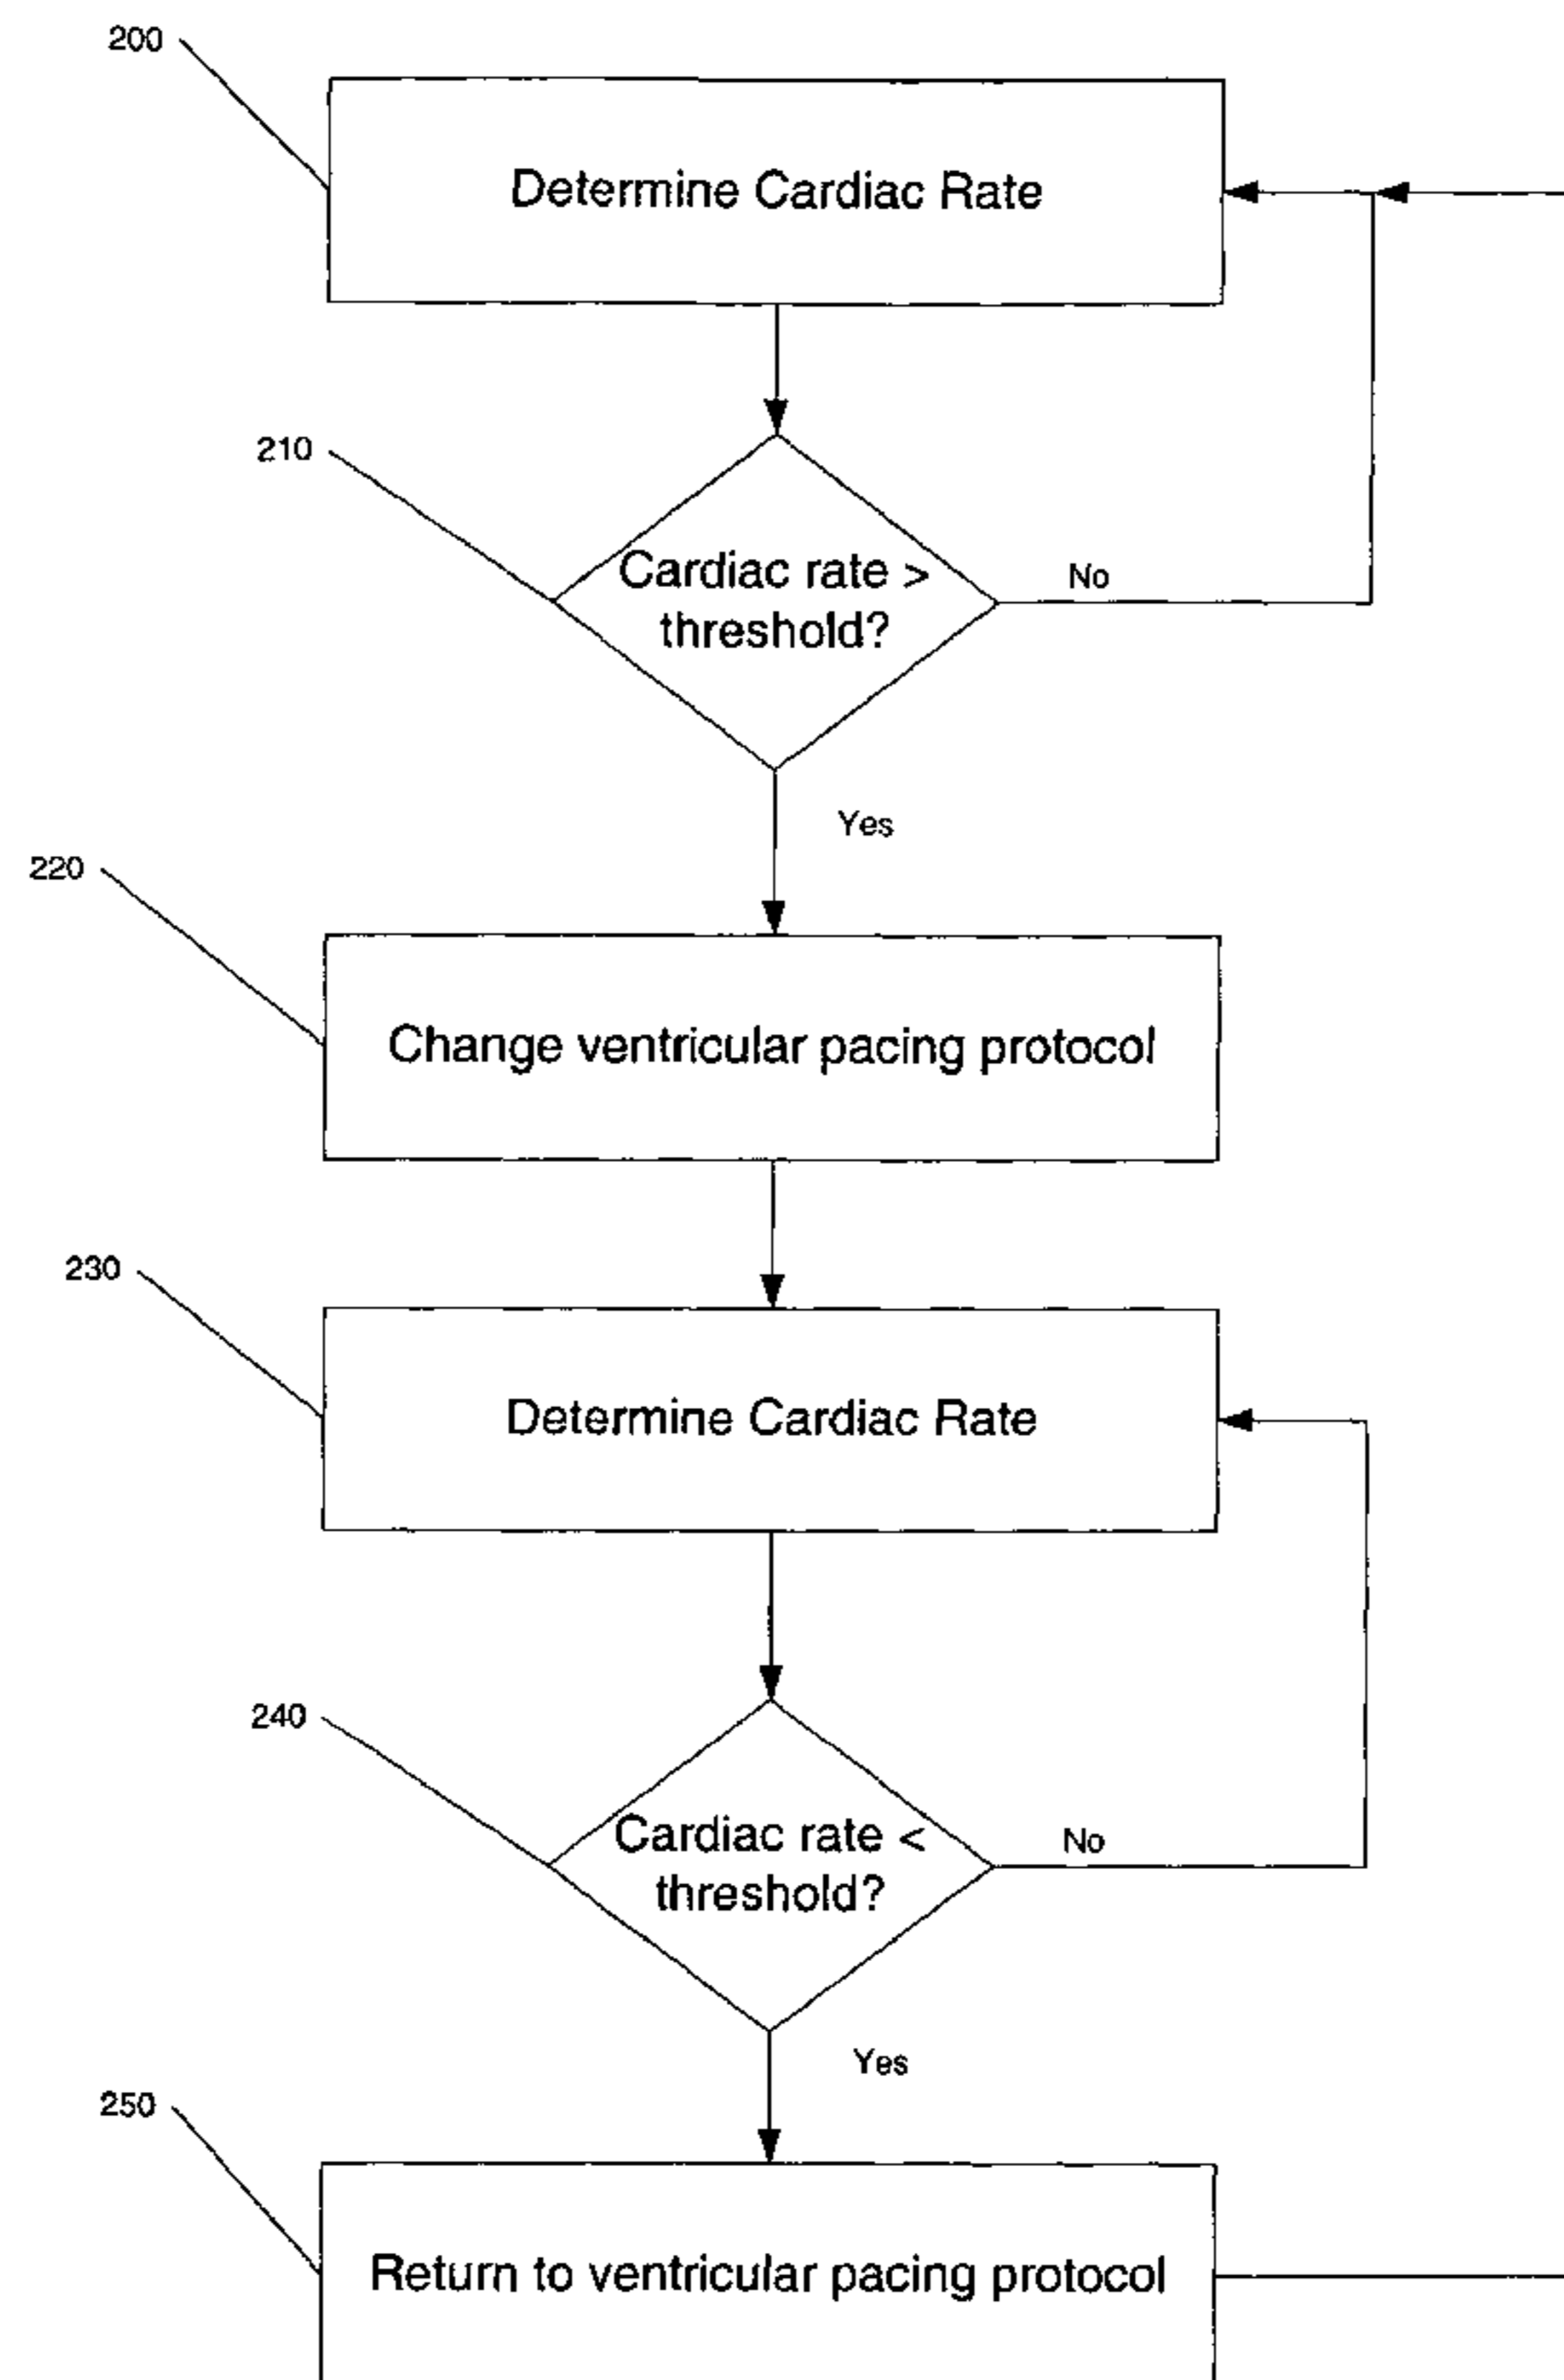 200
Determine Cardiac Rate
210
Cardiac rate >
threshold?
No
Yes
220
Change ventricular pacing protocol
230
Determine Cardiac Rate
240
Cardiac rate <
threshold?
No
Yes
250
Return to ventricular pacing protocol